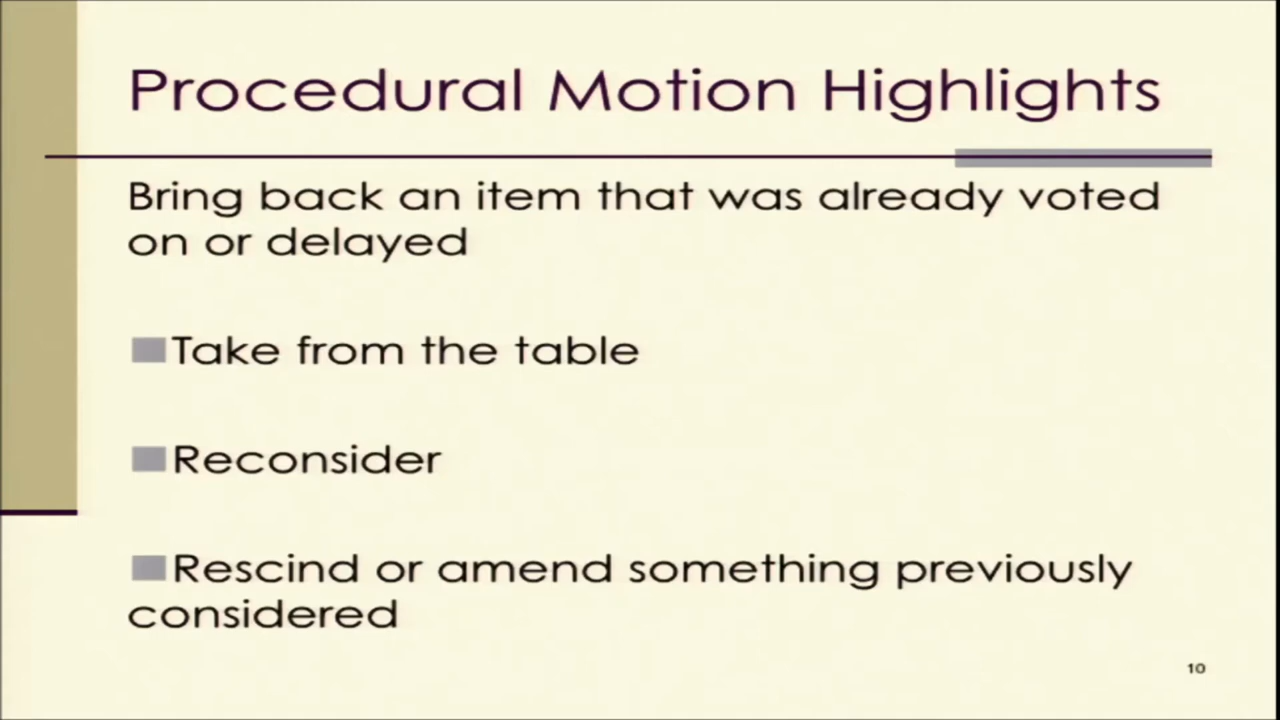 Procedural Motion Highlights
Bring back an item that was already voted
on or delayed
Take from the table
Reconsider
Rescind or amend something previously
considered
10